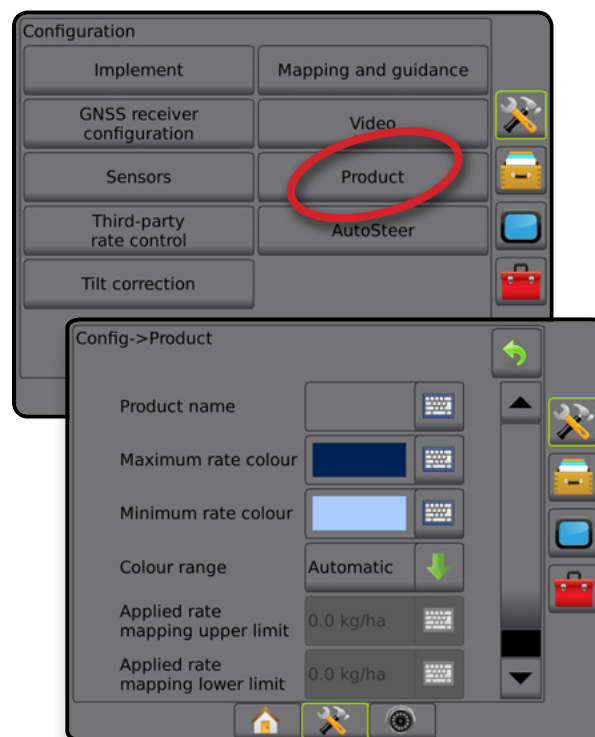 Configuration
Implement
Mapping and guidance
GNSS receiver
configuration
Video
Sensors
Product
Third-party
rate control
AutoSteer
Tilt correction
Config->Product
Product name
Maximum rate colour
Minimum rate colour
Colour range
Automatic
Applied rate
mapping upper limit
0.0 kg/ha
Applied rate
mapping lower limit
0.0 kg/ha